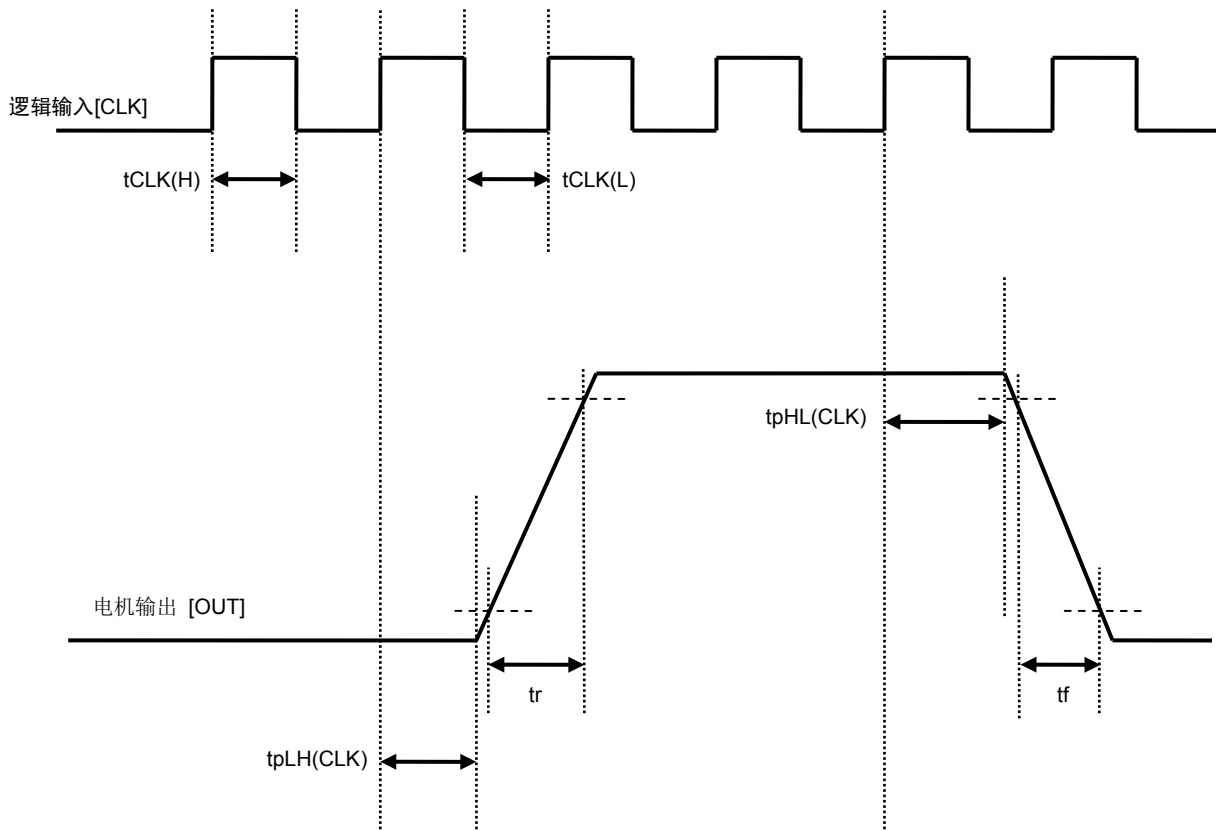 逻辑输入[CLK]
tCLK(H)
tCLK(L)
tpHL(CLK)
电机输出 [OUT]
tr
tf
tpLH(CLK)